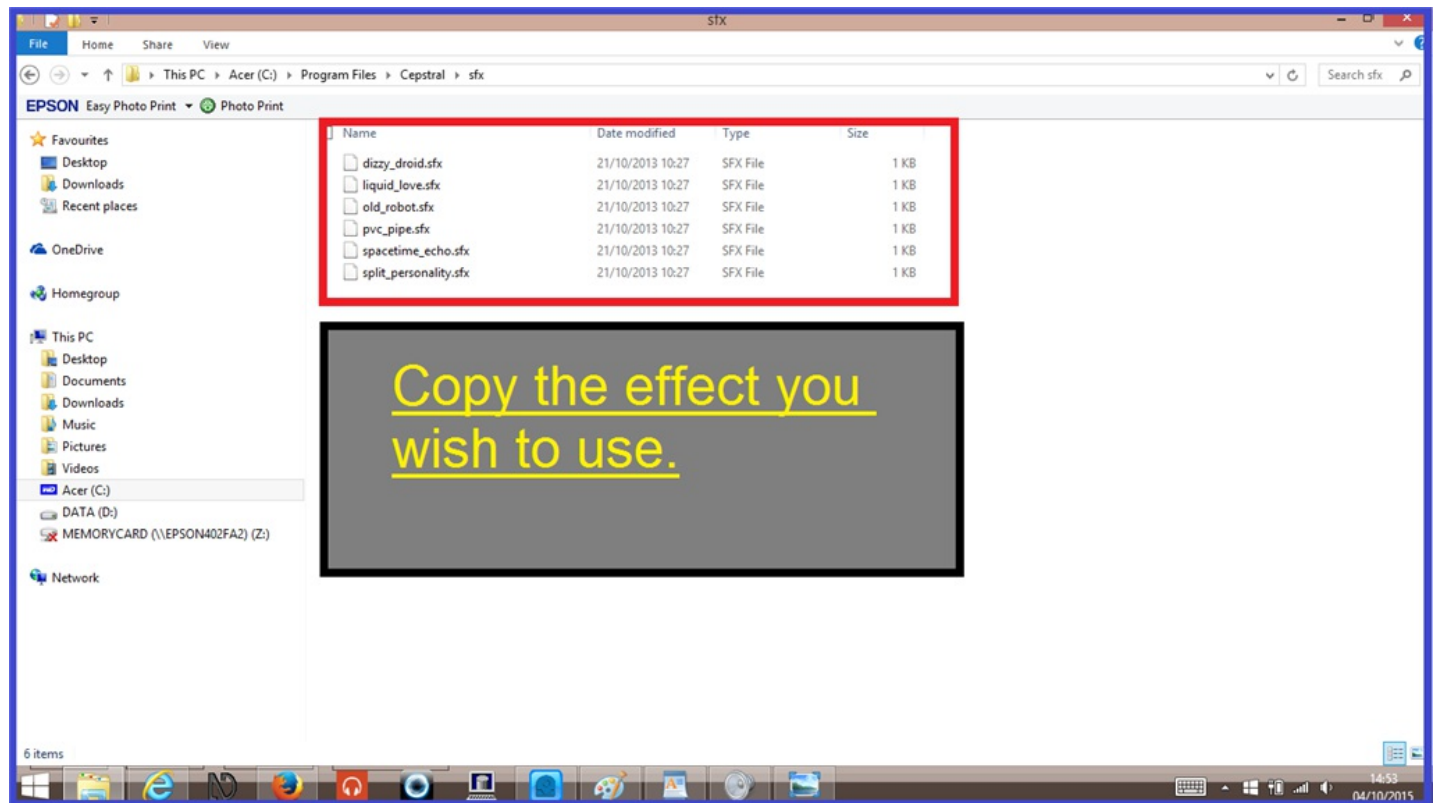 sfx
File Home Share View
This PC Acer (C:) Program Files Cepstral sfx Search sfx
EPSON Easy Photo Print Photo Print
Favourites
Desktop
Downloads
Recent places
OneDrive
Homegroup
This PC
Desktop
Documents
Downloads
Music
Pictures
Videos
Acer (C:)
DATA (D:)
MEMORYCARD (\\EPSON402FA2) (Z:)
Network
Name Date modified Type Size
dizzy_droid.sfx 21/10/2013 10:27 SFX File 1 KB
liquid_love.sfx 21/10/2013 10:27 SFX File 1 KB
old_robot.sfx 21/10/2013 10:27 SFX File 1 KB
pvc_pipe.sfx 21/10/2013 10:27 SFX File 1 KB
spacetime_echo.sfx 21/10/2013 10:27 SFX File 1 KB
split_personality.sfx 21/10/2013 10:27 SFX File 1 KB
Copy the effect you
wish to use.
6 items
14:53
04/10/2015